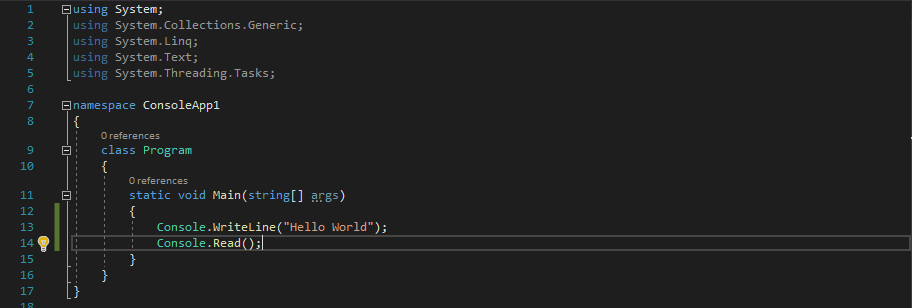 1 using System;
2 using System.Collections.Generic;
3 using System.Linq;
4 using System.Text;
5 using System.Threading.Tasks;
6
7 namespace ConsoleApp1
8 {
0 references
9 class Program
10 {
0 references
11 static void Main(string[] args)
12 {
13 Console.WriteLine("Hello World");
14 Console.Read();
15 }
16 }
17 }
18